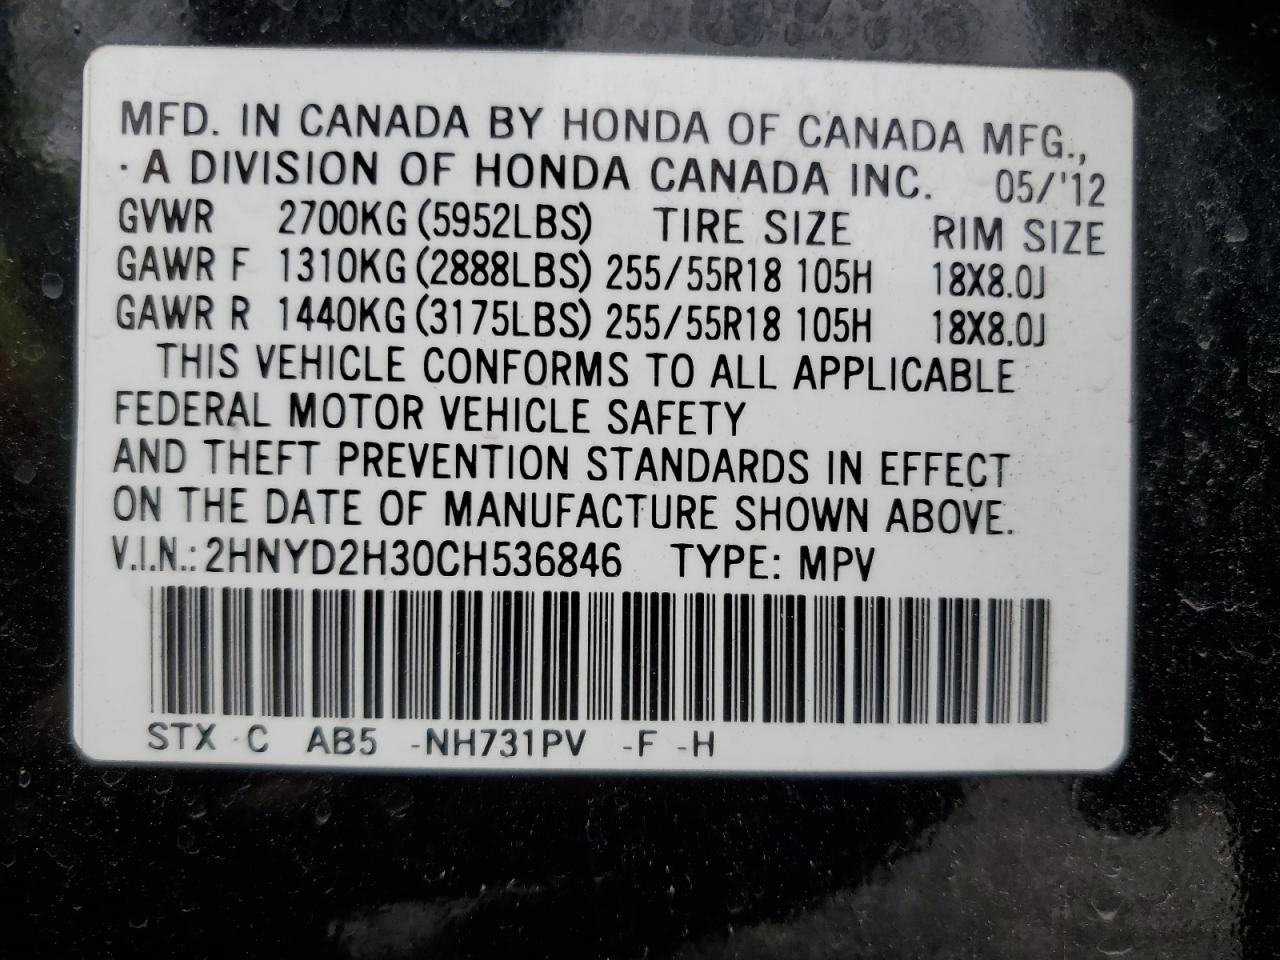 MFD. IN CANADA BY HONDA OF CANADA MFG.,
· A DIVISION OF HONDA CANADA INC. 05/'12
GVWR 2700KG (5952LBS) TIRE SIZE RIM SIZE
GAWR F 1310KG (2888LBS) 255/55R18 105H 18X8.0J
GAWR R 1440KG (3175LBS) 255/55R18 105H 18X8.0J
THIS VEHICLE CONFORMS TO ALL APPLICABLE
FEDERAL MOTOR VEHICLE SAFETY
AND THEFT PREVENTION STANDARDS IN EFFECT
ON THE DATE OF MANUFACTURE SHOWN ABOVE.
V.I.N.: 2HNYD2H30CH536846 TYPE: MPV
STX -C AB5 -NH731PV -F -H